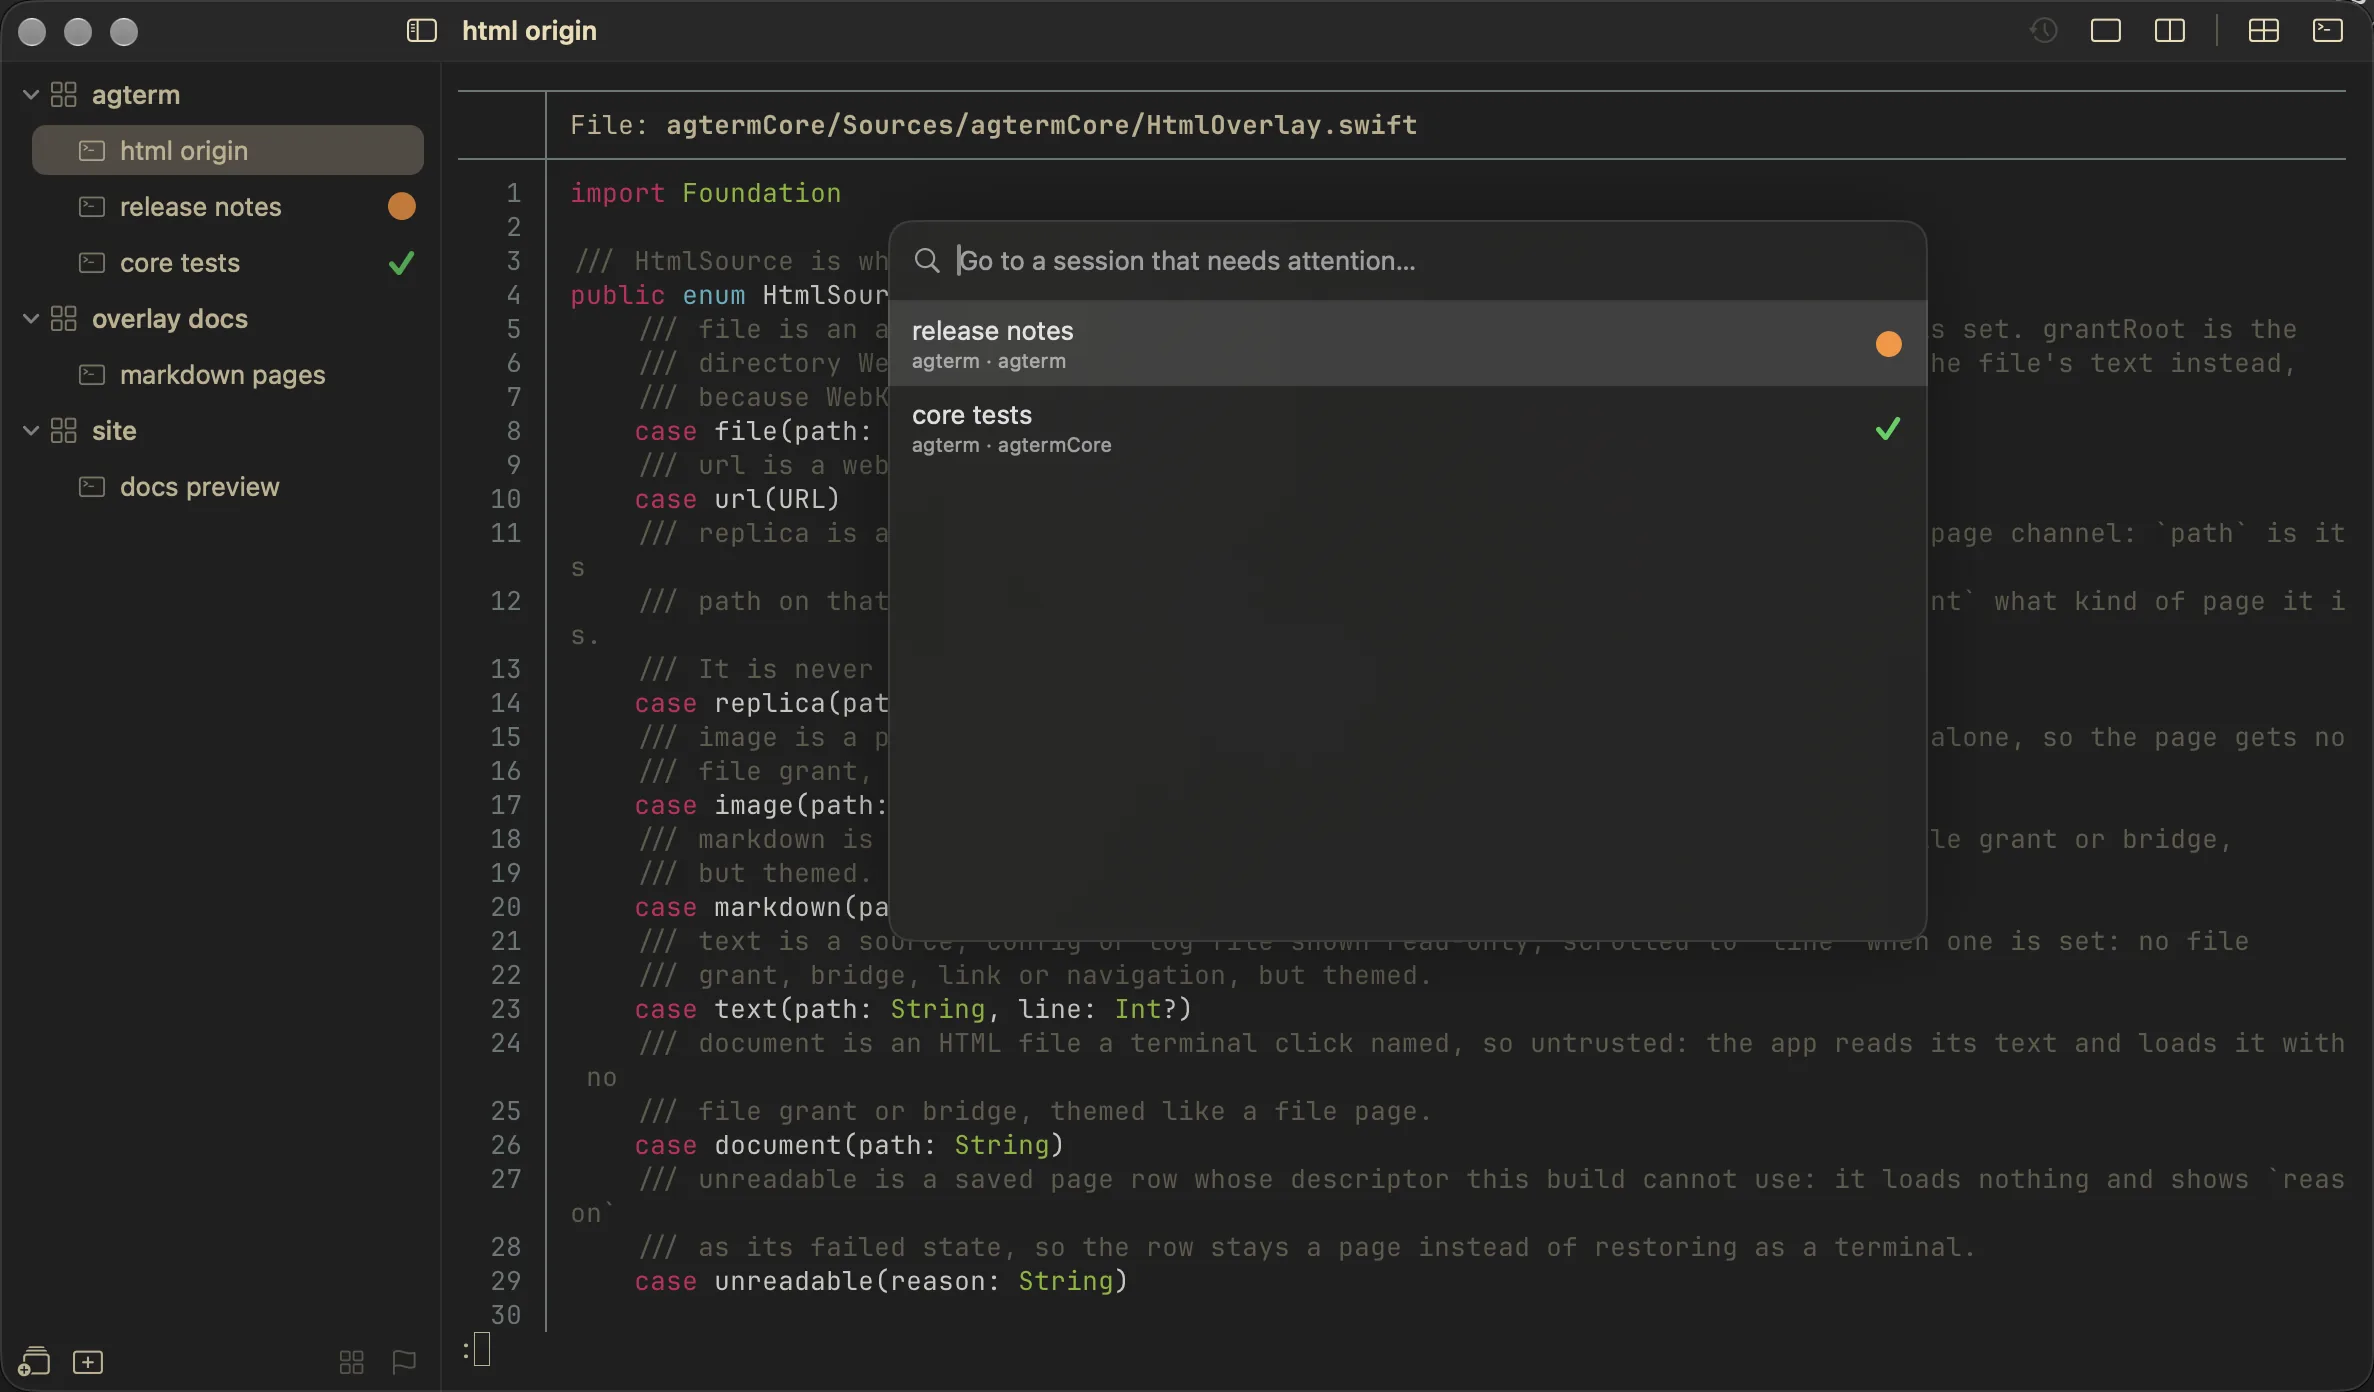 html origin
agterm
html origin
release notes
core tests
overlay docs
markdown pages
site
docs preview
File: agtermCore/Sources/agtermCore/HtmlOverlay.swift
1 import Foundation
2
3 /// HtmlSource is wh
4 public enum HtmlSour
5 /// file is an a s set. grantRoot is the
6 /// directory We he file's text instead,
7 /// because WebK
8 case file(path:
9 /// url is a web
10 case url(URL)
11 /// replica is a page channel: `path` is it
s
12 /// path on that nt` what kind of page it i
s.
13 /// It is never
14 case replica(pat
15 /// image is a p alone, so the page gets no
16 /// file grant,
17 case image(path:
18 /// markdown is le grant or bridge,
19 /// but themed.
20 case markdown(pa
21 /// text is a source, config or log file shown read-only, scrolled to `line` when one is set: no file
22 /// grant, bridge, link or navigation, but themed.
23 case text(path: String, line: Int?)
24 /// document is an HTML file a terminal click named, so untrusted: the app reads its text and loads it with
no
25 /// file grant or bridge, themed like a file page.
26 case document(path: String)
27 /// unreadable is a saved page row whose descriptor this build cannot use: it loads nothing and shows `reas
on`
28 /// as its failed state, so the row stays a page instead of restoring as a terminal.
29 case unreadable(reason: String)
30
:
Go to a session that needs attention...
release notes
agterm · agterm
core tests
agterm · agtermCore